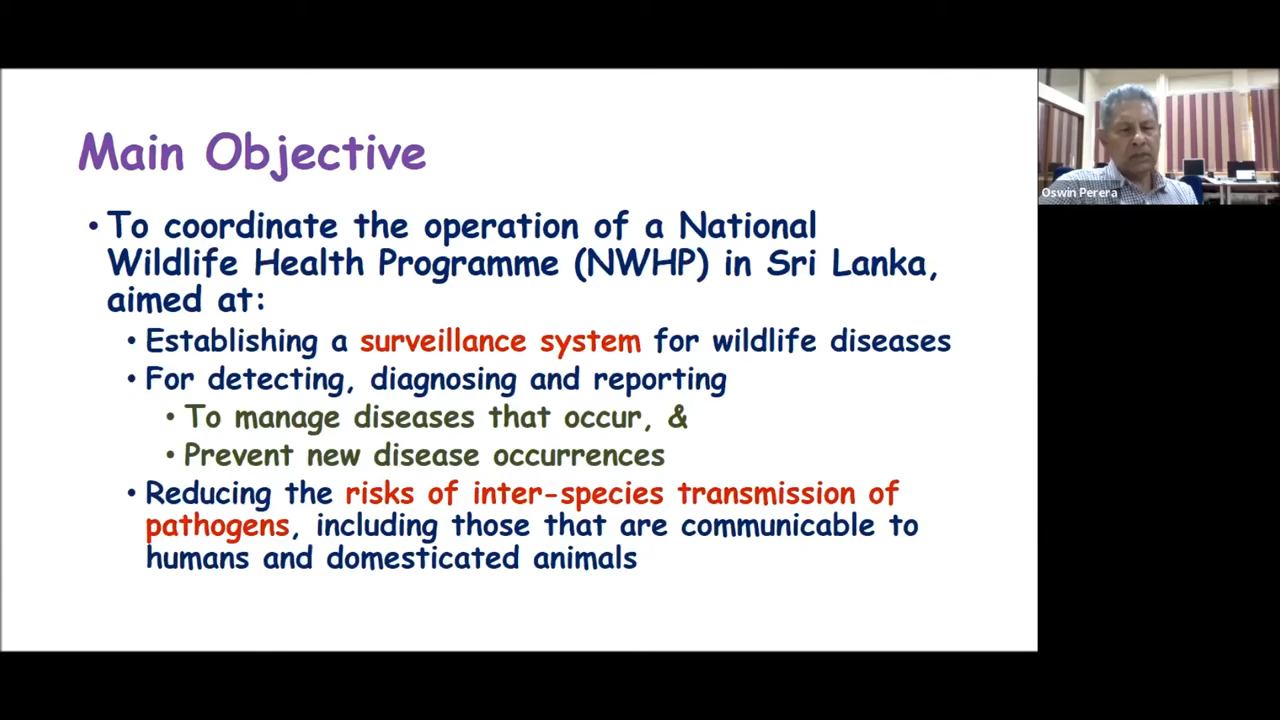 Main Objective
• To coordinate the operation of a National
Wildlife Health Programme (NWHP) in Sri Lanka,
aimed at:
• Establishing a surveillance system for wildlife diseases
• For detecting, diagnosing and reporting
• To manage diseases that occur, &
• Prevent new disease occurrences
• Reducing the risks of inter-species transmission of
pathogens, including those that are communicable to
humans and domesticated animals
Oswin Perera